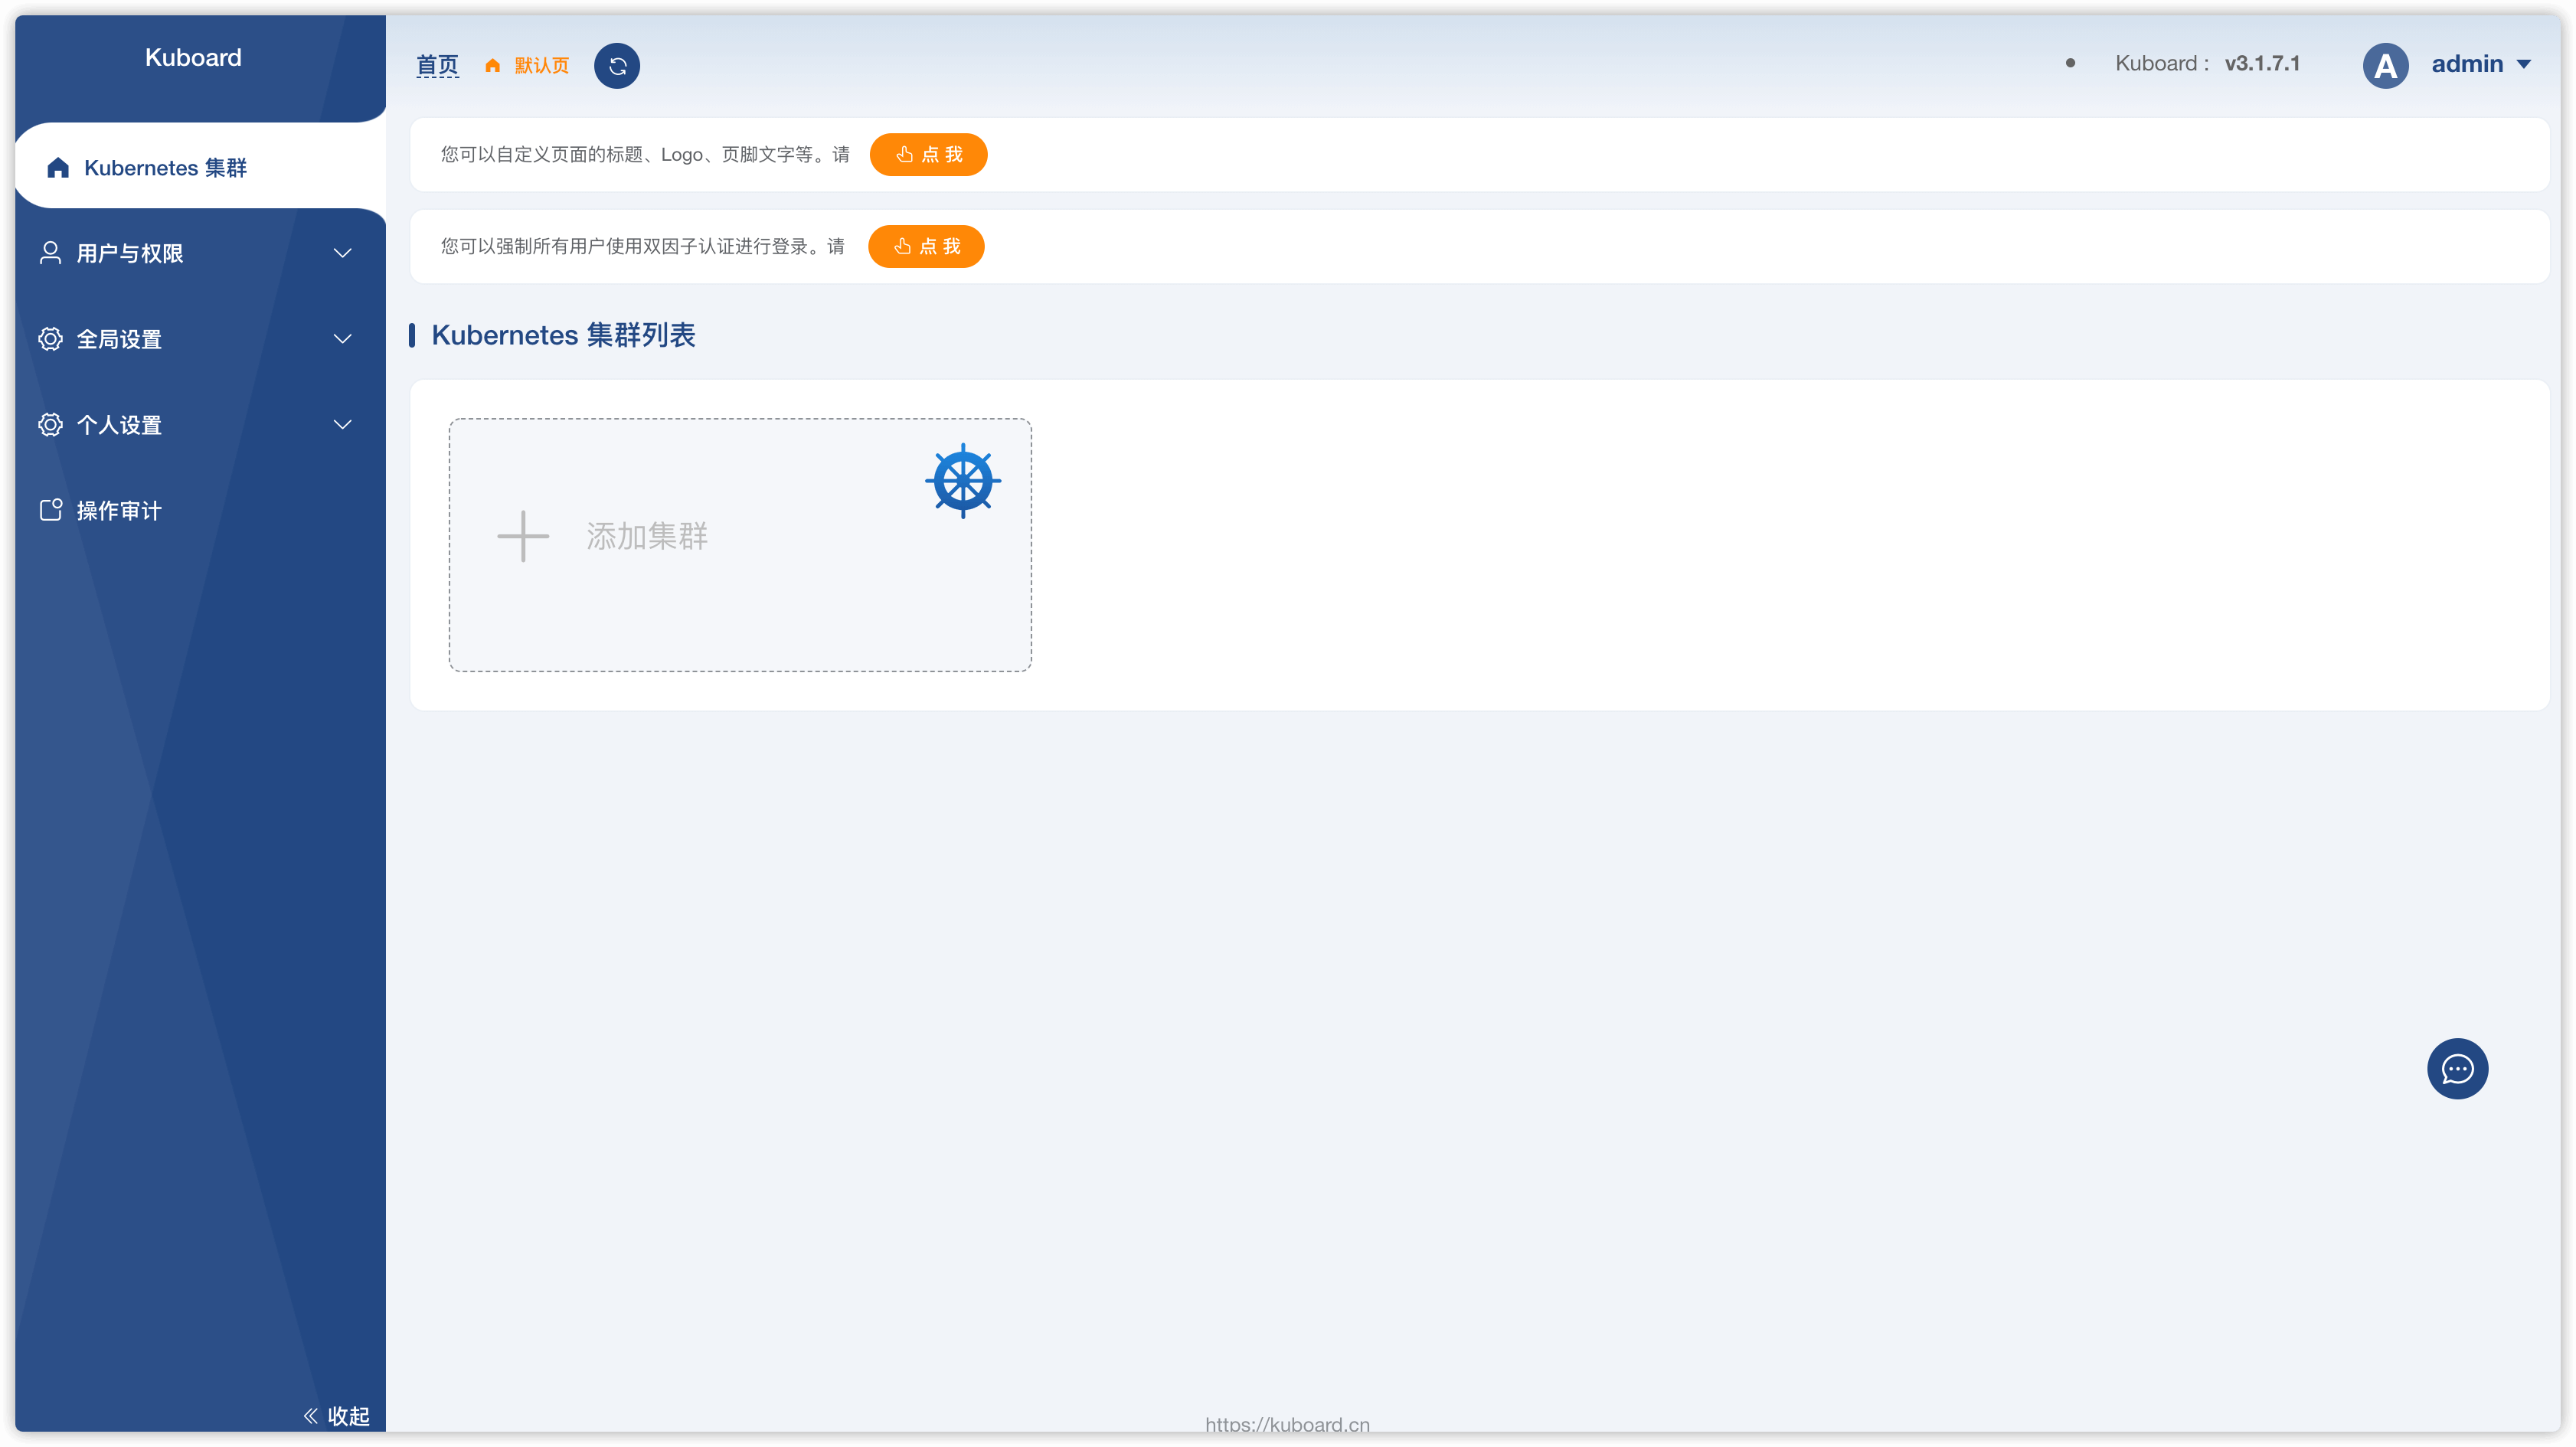 Kuboard
Kubernetes 集群
用户与权限
全局设置
个人设置
操作审计
收起
首页 默认页
Kuboard : v3.1.7.1 A admin
您可以自定义页面的标题、Logo、页脚文字等。请 点 我
您可以强制所有用户使用双因子认证进行登录。请 点 我
Kubernetes 集群列表
添加集群
https://kuboard.cn